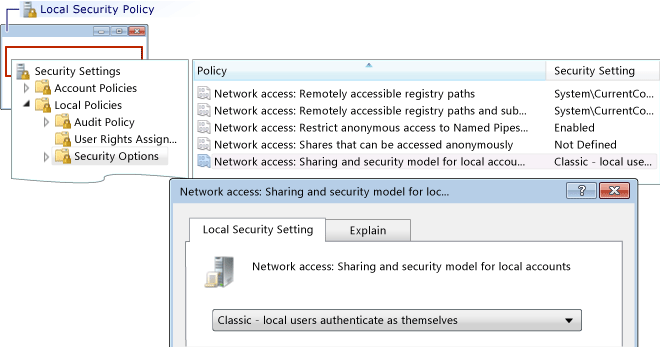 Local Security Policy
Security Settings
Account Policies
Local Policies
Audit Policy
User Rights Assign...
Security Options
Policy
Security Setting
Network access: Remotely accessible registry paths
System\CurrentCo...
Network access: Remotely accessible registry paths and sub...
System\CurrentCo...
Network access: Restrict anonymous access to Named Pipes...
Enabled
Network access: Shares that can be accessed anonymously
Not Defined
Network access: Sharing and security model for local accou...
Classic - local use...
Network access: Sharing and security model for loc...
Local Security Setting
Explain
Network access: Sharing and security model for local accounts
Classic - local users authenticate as themselves